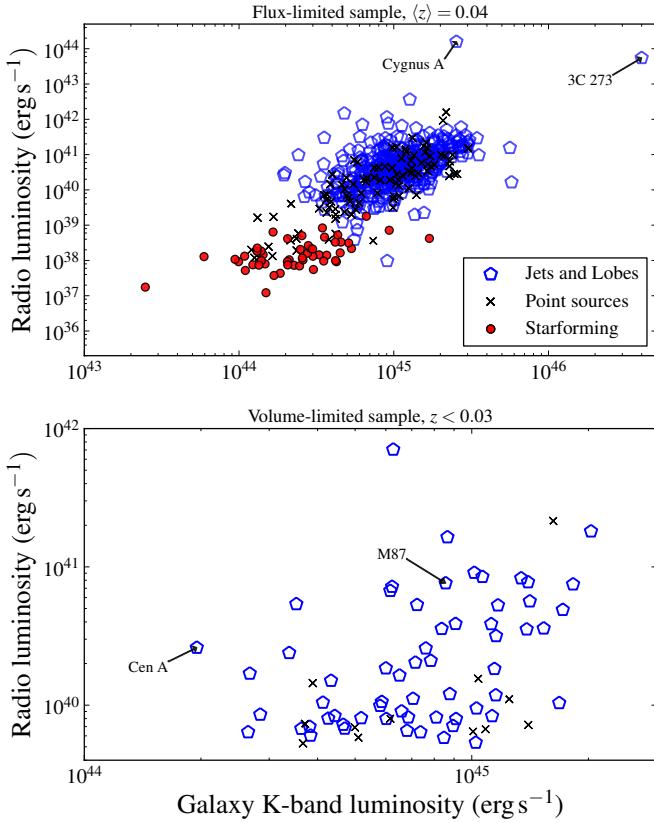 Flux-limited sample, ⟨z⟩ = 0.04
Radio luminosity (erg s⁻¹)
10⁴⁴
10⁴³
10⁴²
10⁴¹
10⁴⁰
10³⁹
10³⁸
10³⁷
10³⁶
Cygnus A
3C 273
Jets and Lobes
Point sources
Starforming
10⁴³
10⁴⁴
10⁴⁵
10⁴⁶
Volume-limited sample, z < 0.03
Radio luminosity (erg s⁻¹)
10⁴²
10⁴¹
10⁴⁰
M87
Cen A
10⁴⁴
10⁴⁵
Galaxy K-band luminosity (erg s⁻¹)